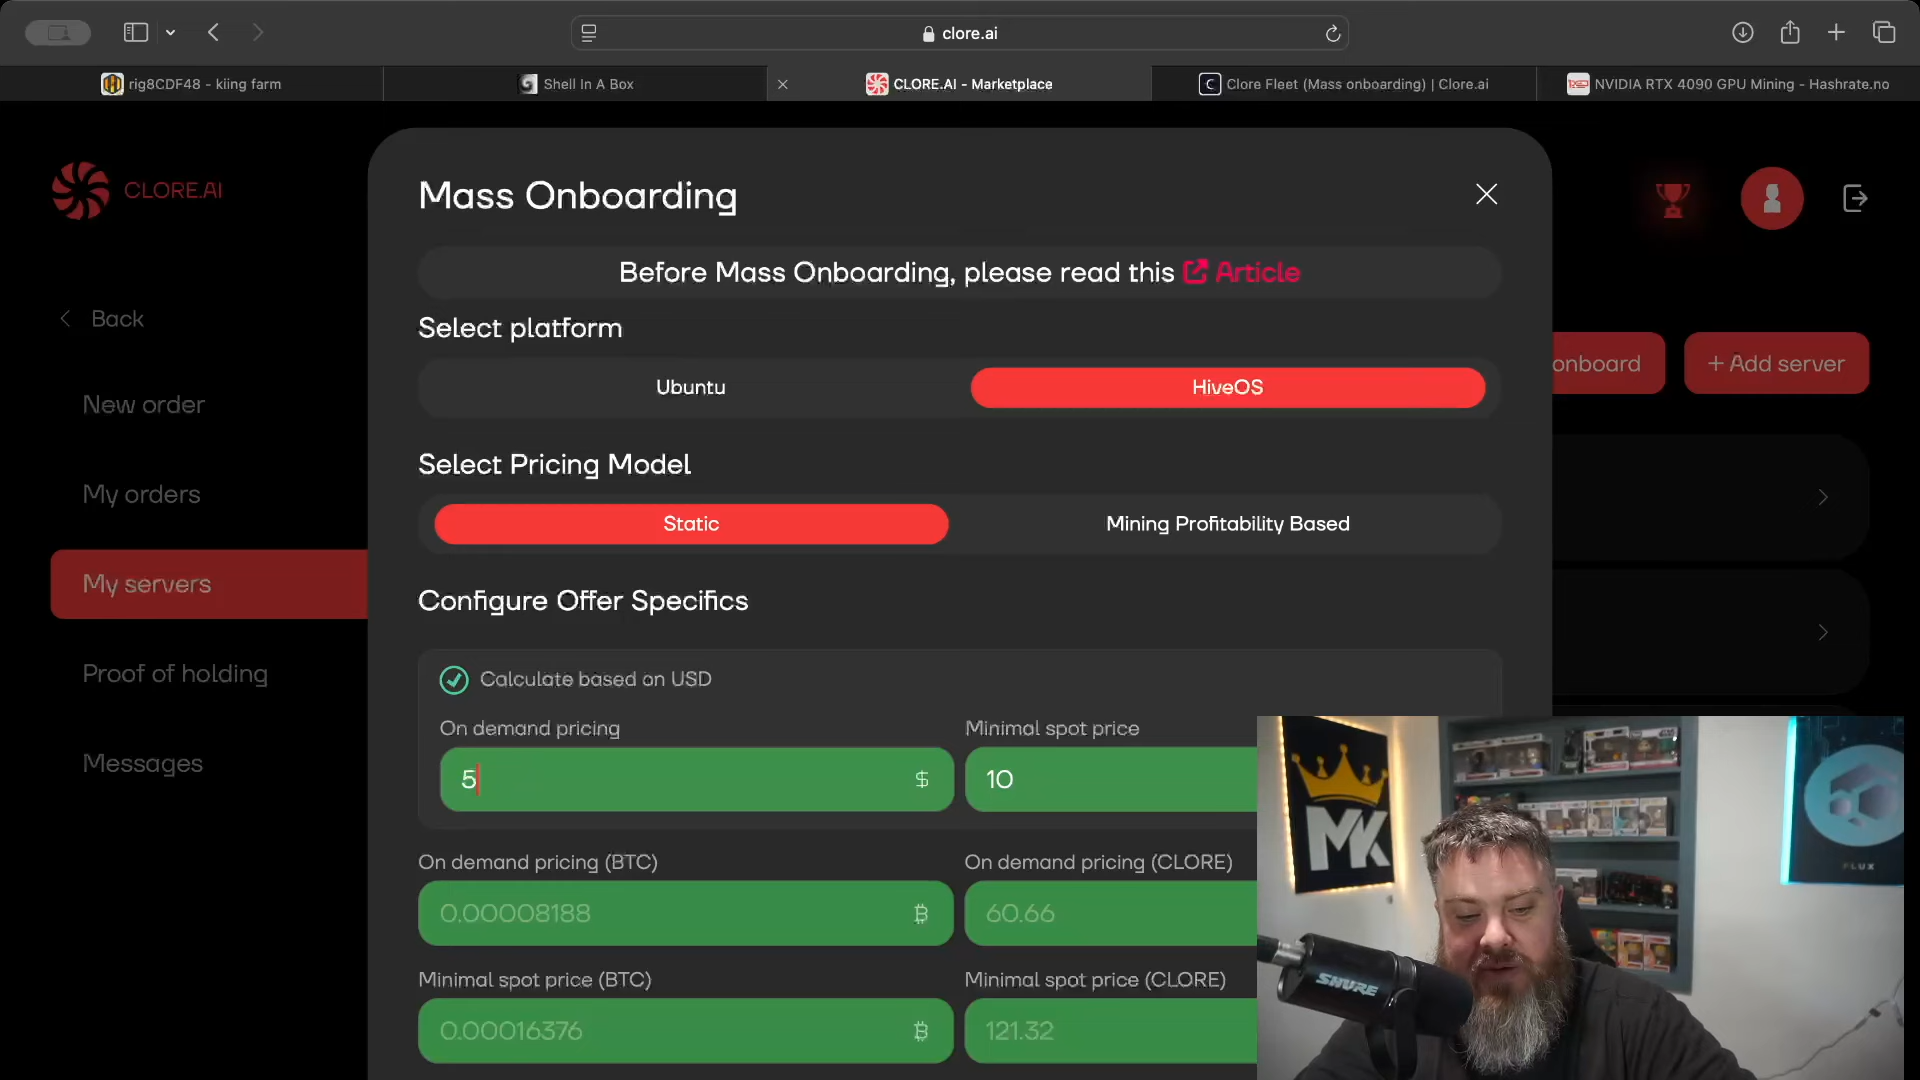 clore.ai
rig8CDF48 - kiing farm
Shell In A Box
CLORE.AI - Marketplace
Clore Fleet (Mass onboarding) | Clore.ai
NVIDIA RTX 4090 GPU Mining - Hashrate.no
CLORE.AI
Mass Onboarding
Before Mass Onboarding, please read this Article
Back
Select platform
Ubuntu
HiveOS
onboard
+ Add server
New order
Select Pricing Model
My orders
Static
Mining Profitability Based
My servers
Configure Offer Specifics
Proof of holding
Calculate based on USD
On demand pricing
Minimal spot price
Messages
5
$
10
On demand pricing (BTC)
On demand pricing (CLORE)
0.00008188
60.66
Minimal spot price (BTC)
Minimal spot price (CLORE)
0.00016376
121.32
MK
FLUX
SHURE